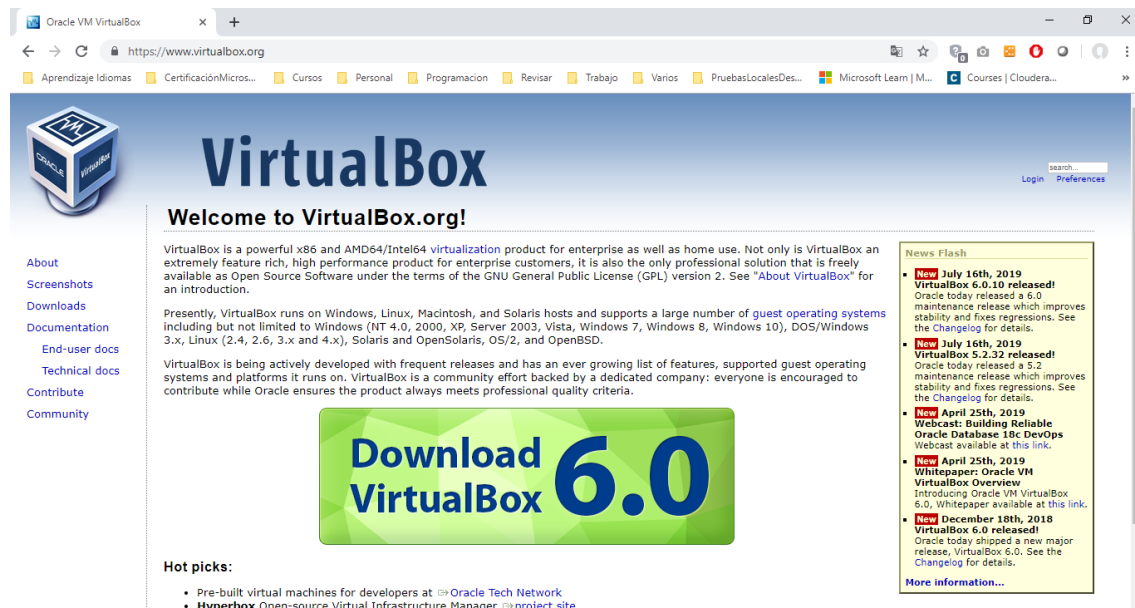 Oracle VM VirtualBox
https://www.virtualbox.org
0
Aprendizaje Idiomas CertificaciónMicros... Cursos Personal Programacion Revisar Trabajo Varios PruebasLocalesDes... Microsoft Learn | M... Courses | Cloudera... »
ORACLE
VirtualBox
VirtualBox
search...
Login Preferences
Welcome to VirtualBox.org!
About
Screenshots
Downloads
Documentation
End-user docs
Technical docs
Contribute
Community
VirtualBox is a powerful x86 and AMD64/Intel64 virtualization product for enterprise as well as home use. Not only is VirtualBox an
extremely feature rich, high performance product for enterprise customers, it is also the only professional solution that is freely
available as Open Source Software under the terms of the GNU General Public License (GPL) version 2. See "About VirtualBox" for
an introduction.
Presently, VirtualBox runs on Windows, Linux, Macintosh, and Solaris hosts and supports a large number of guest operating systems
including but not limited to Windows (NT 4.0, 2000, XP, Server 2003, Vista, Windows 7, Windows 8, Windows 10), DOS/Windows
3.x, Linux (2.4, 2.6, 3.x and 4.x), Solaris and OpenSolaris, OS/2, and OpenBSD.
VirtualBox is being actively developed with frequent releases and has an ever growing list of features, supported guest operating
systems and platforms it runs on. VirtualBox is a community effort backed by a dedicated company: everyone is encouraged to
contribute while Oracle ensures the product always meets professional quality criteria.
Download
VirtualBox
6.0
Hot picks:
Pre-built virtual machines for developers at Oracle Tech Network
Hyperbox Open-source Virtual Infrastructure Manager project site
News Flash
New July 16th, 2019
VirtualBox 6.0.10 released!
Oracle today released a 6.0
maintenance release which improves
stability and fixes regressions. See
the Changelog for details.
New July 16th, 2019
VirtualBox 5.2.32 released!
Oracle today released a 5.2
maintenance release which improves
stability and fixes regressions. See
the Changelog for details.
New April 25th, 2019
Webcast: Building Reliable
Oracle Database 18c DevOps
Webcast available at this link.
New April 25th, 2019
Whitepaper: Oracle VM
VirtualBox Overview
Introducing Oracle VM VirtualBox
6.0, Whitepaper available at this link.
New December 18th, 2018
VirtualBox 6.0 released!
Oracle today shipped a new major
release, VirtualBox 6.0. See the
Changelog for details.
More information...